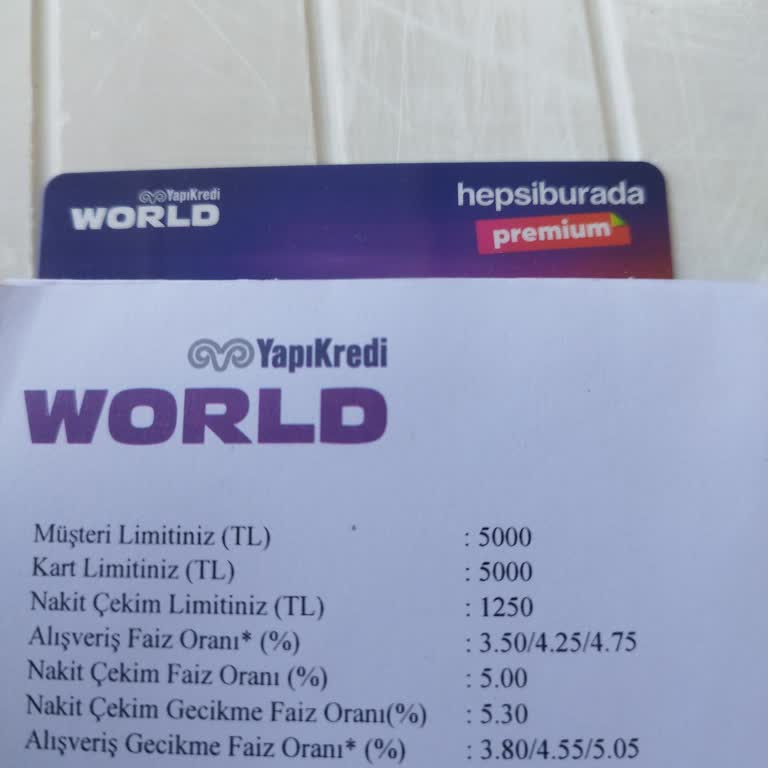 YapıKredi
WORLD
hepsiburada
premium
YapıKredi
WORLD
Müşteri Limitiniz (TL) : 5000
Kart Limitiniz (TL) : 5000
Nakit Çekim Limitiniz (TL) : 1250
Alışveriş Faiz Oranı* (%) : 3.50/4.25/4.75
Nakit Çekim Faiz Oranı (%) : 5.00
Nakit Çekim Gecikme Faiz Oranı(%) : 5.30
Alışveriş Gecikme Faiz Oranı* (%) : 3.80/4.55/5.05